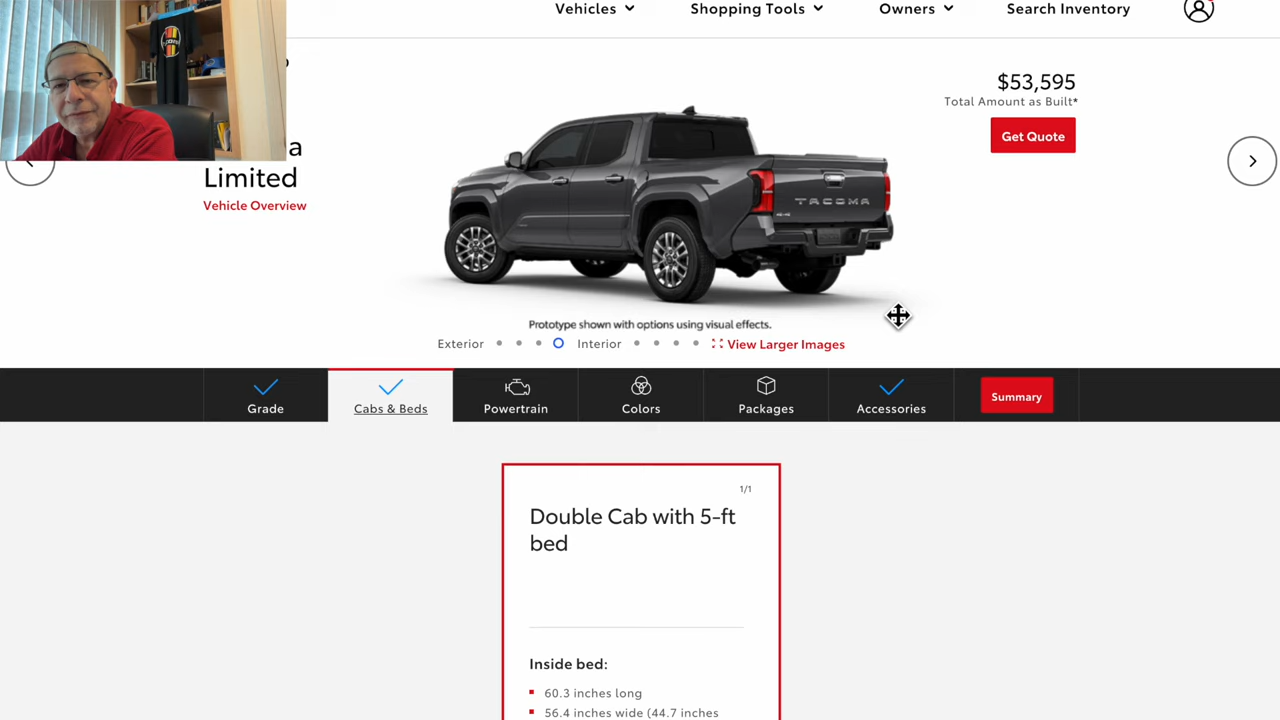 Vehicles
Shopping Tools
Owners
Search Inventory
$53,595
Total Amount as Built*
Get Quote
Limited
Vehicle Overview
TACOMA
Prototype shown with options using visual effects.
Exterior
Interior
View Larger Images
Grade
Cabs & Beds
Powertrain
Colors
Packages
Accessories
Summary
1/1
Double Cab with 5-ft
bed
Inside bed:
60.3 inches long
56.4 inches wide (44.7 inches